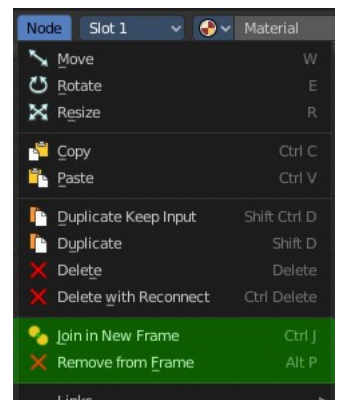 Node Slot 1 Material
Move W
Rotate E
Resize R
Copy Ctrl C
Paste Ctrl V
Duplicate Keep Input Shift Ctrl D
Duplicate Shift D
Delete Delete
Delete with Reconnect Ctrl Delete
Join in New Frame Ctrl J
Remove from Frame Alt P
Links